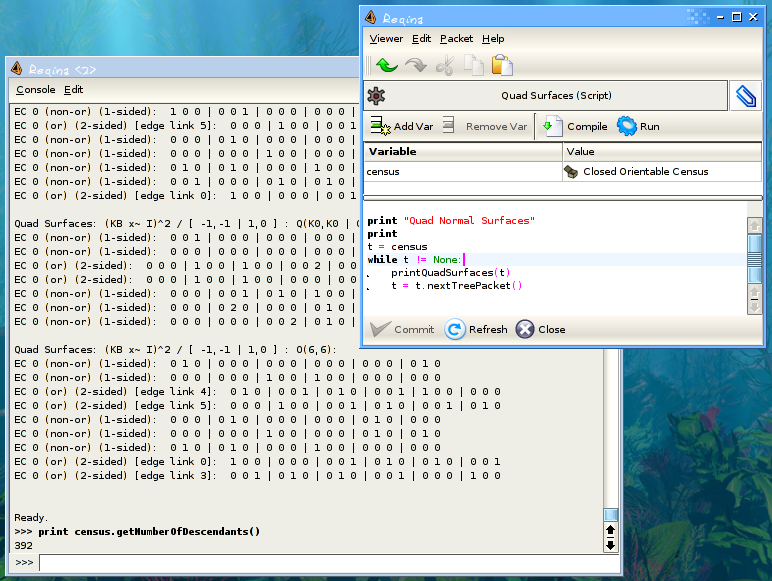 Regina <2>
Console Edit
EC 0 (non-or) (1-sided): 1 0 0 | 0 0 1 | 0 0 0 | 0 0 0 |
EC 0 (or) (2-sided) [edge link 5]: 0 0 0 | 1 0 0 | 0 0 1
EC 0 (non-or) (1-sided): 0 0 0 | 0 1 0 | 0 0 0 | 0 0 0
EC 0 (non-or) (1-sided): 0 0 0 | 0 0 0 | 1 0 0 | 0 0 0
EC 0 (non-or) (1-sided): 0 1 0 | 0 1 0 | 1 0 0 | 0 0 0
EC 0 (non-or) (1-sided): 0 0 1 | 0 0 0 | 0 1 0 | 0 1 0
EC 0 (or) (2-sided) [edge link 0]: 1 0 0 | 0 0 0 | 0 0 1
Quad Surfaces: (KB x~ I)^2 / [ -1,-1 | 1,0 ] : Q(K0,K0 |
EC 0 (non-or) (1-sided): 0 0 1 | 0 0 0 | 0 0 0 | 0 0 0
EC 0 (non-or) (1-sided): 0 0 0 | 1 0 0 | 1 0 0 | 0 0 0
EC 0 (or) (2-sided): 0 0 0 | 1 0 0 | 1 0 0 | 0 0 2 | 0 0
EC 0 (or) (2-sided): 0 0 0 | 1 0 0 | 1 0 0 | 0 0 0 | 0 0
EC 0 (non-or) (1-sided): 0 0 0 | 0 0 1 | 0 1 0 | 1 0 0
EC 0 (non-or) (1-sided): 0 0 0 | 0 2 0 | 0 0 0 | 0 1 0
EC 0 (non-or) (1-sided): 0 0 0 | 0 0 0 | 0 0 2 | 0 1 0
Quad Surfaces: (KB x~ I)^2 / [ -1,-1 | 1,0 ] : O(6,6):
EC 0 (non-or) (1-sided): 0 1 0 | 0 0 0 | 0 0 0 | 0 0 0 | 0 0 0 | 0 1 0
EC 0 (non-or) (1-sided): 0 0 0 | 0 0 0 | 1 0 0 | 1 0 0 | 0 0 0 | 0 0 0
EC 0 (or) (2-sided) [edge link 4]: 0 1 0 | 0 0 1 | 0 1 0 | 0 0 1 | 1 0 0 | 0 0 0
EC 0 (or) (2-sided) [edge link 5]: 0 0 0 | 1 0 0 | 0 0 1 | 0 1 0 | 0 0 1 | 0 1 0
EC 0 (non-or) (1-sided): 0 0 0 | 0 1 0 | 0 0 0 | 0 0 0 | 0 1 0 | 0 0 0
EC 0 (non-or) (1-sided): 0 0 0 | 0 0 0 | 1 0 0 | 0 0 0 | 0 1 0 | 0 1 0
EC 0 (non-or) (1-sided): 0 1 0 | 0 1 0 | 0 0 0 | 1 0 0 | 0 0 0 | 0 0 0
EC 0 (or) (2-sided) [edge link 0]: 1 0 0 | 0 0 0 | 0 0 1 | 0 1 0 | 0 1 0 | 0 0 1
EC 0 (or) (2-sided) [edge link 3]: 0 0 1 | 0 1 0 | 0 1 0 | 0 0 1 | 0 0 0 | 1 0 0
Ready.
>>> print census.getNumberOfDescendants()
392
>>>
Regina
Viewer Edit Packet Help
Quad Surfaces (Script)
Add Var Remove Var Compile Run
Variable Value
census Closed Orientable Census
print "Quad Normal Surfaces"
print
t = census
while t != None:
printQuadSurfaces(t)
t = t.nextTreePacket()
Commit Refresh Close